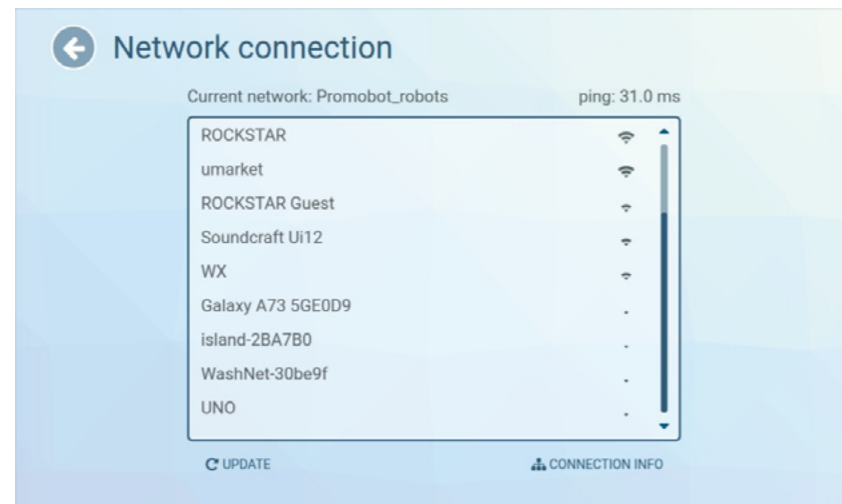 Network connection
Current network: Promobot_robots ping: 31.0 ms
ROCKSTAR
umarket
ROCKSTAR Guest
Soundcraft Ui12
WX
Galaxy A73 5GE0D9
island-2BA7B0
WashNet-30be9f
UNO
UPDATE CONNECTION INFO